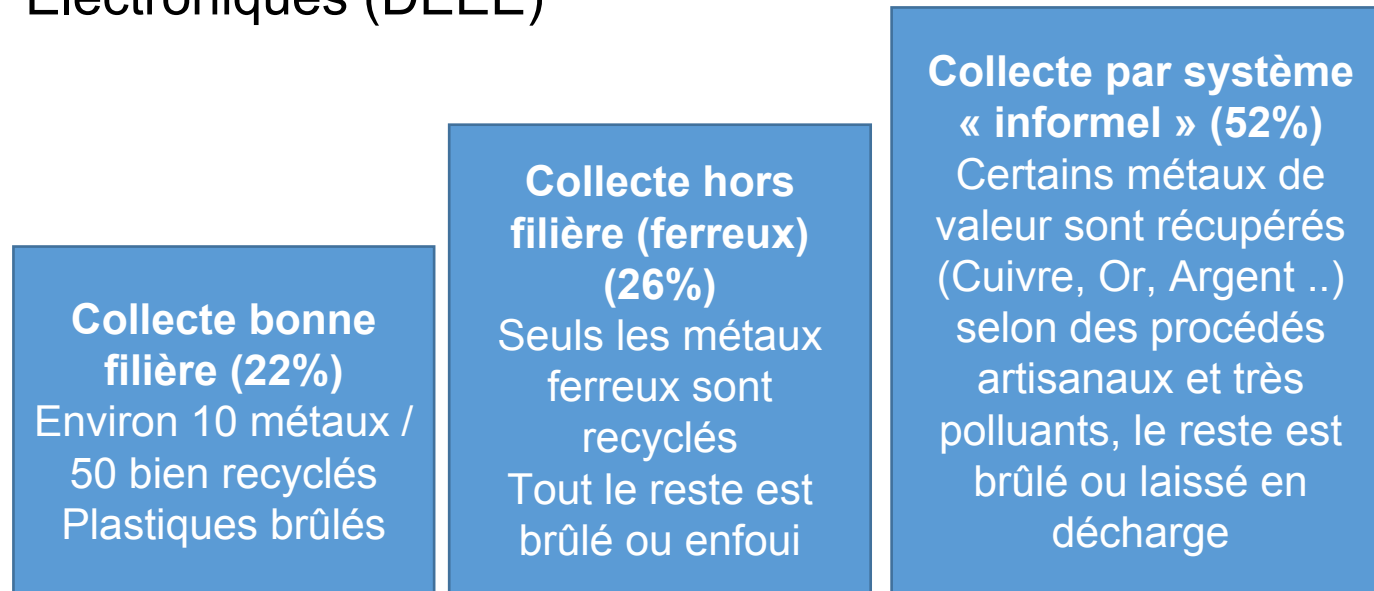 Electroniques (DEEE)
Collecte bonne
filière (22%)
Environ 10 métaux /
50 bien recyclés
Plastiques brûlés
Collecte hors
filière (ferreux)
(26%)
Seuls les métaux
ferreux sont
recyclés
Tout le reste est
brûlé ou enfoui
Collecte par système
« informel » (52%)
Certains métaux de
valeur sont récupérés
(Cuivre, Or, Argent ..)
selon des procédés
artisanaux et très
polluants, le reste est
brûlé ou laissé en
décharge